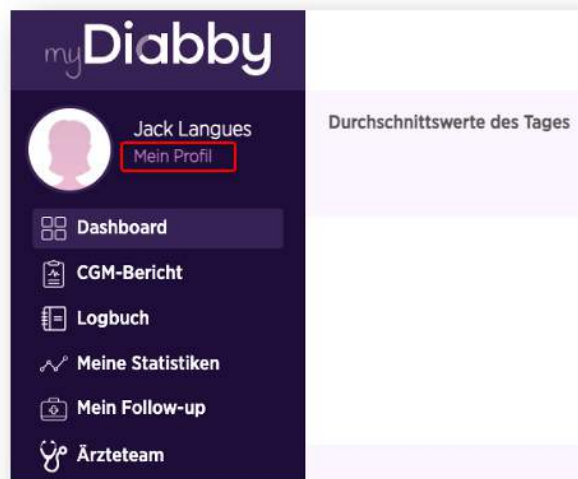 myDiabby
Jack Langues
Mein Profil
Durchschnittswerte des Tages
Dashboard
CGM-Bericht
Logbuch
Meine Statistiken
Mein Follow-up
Ärzteteam